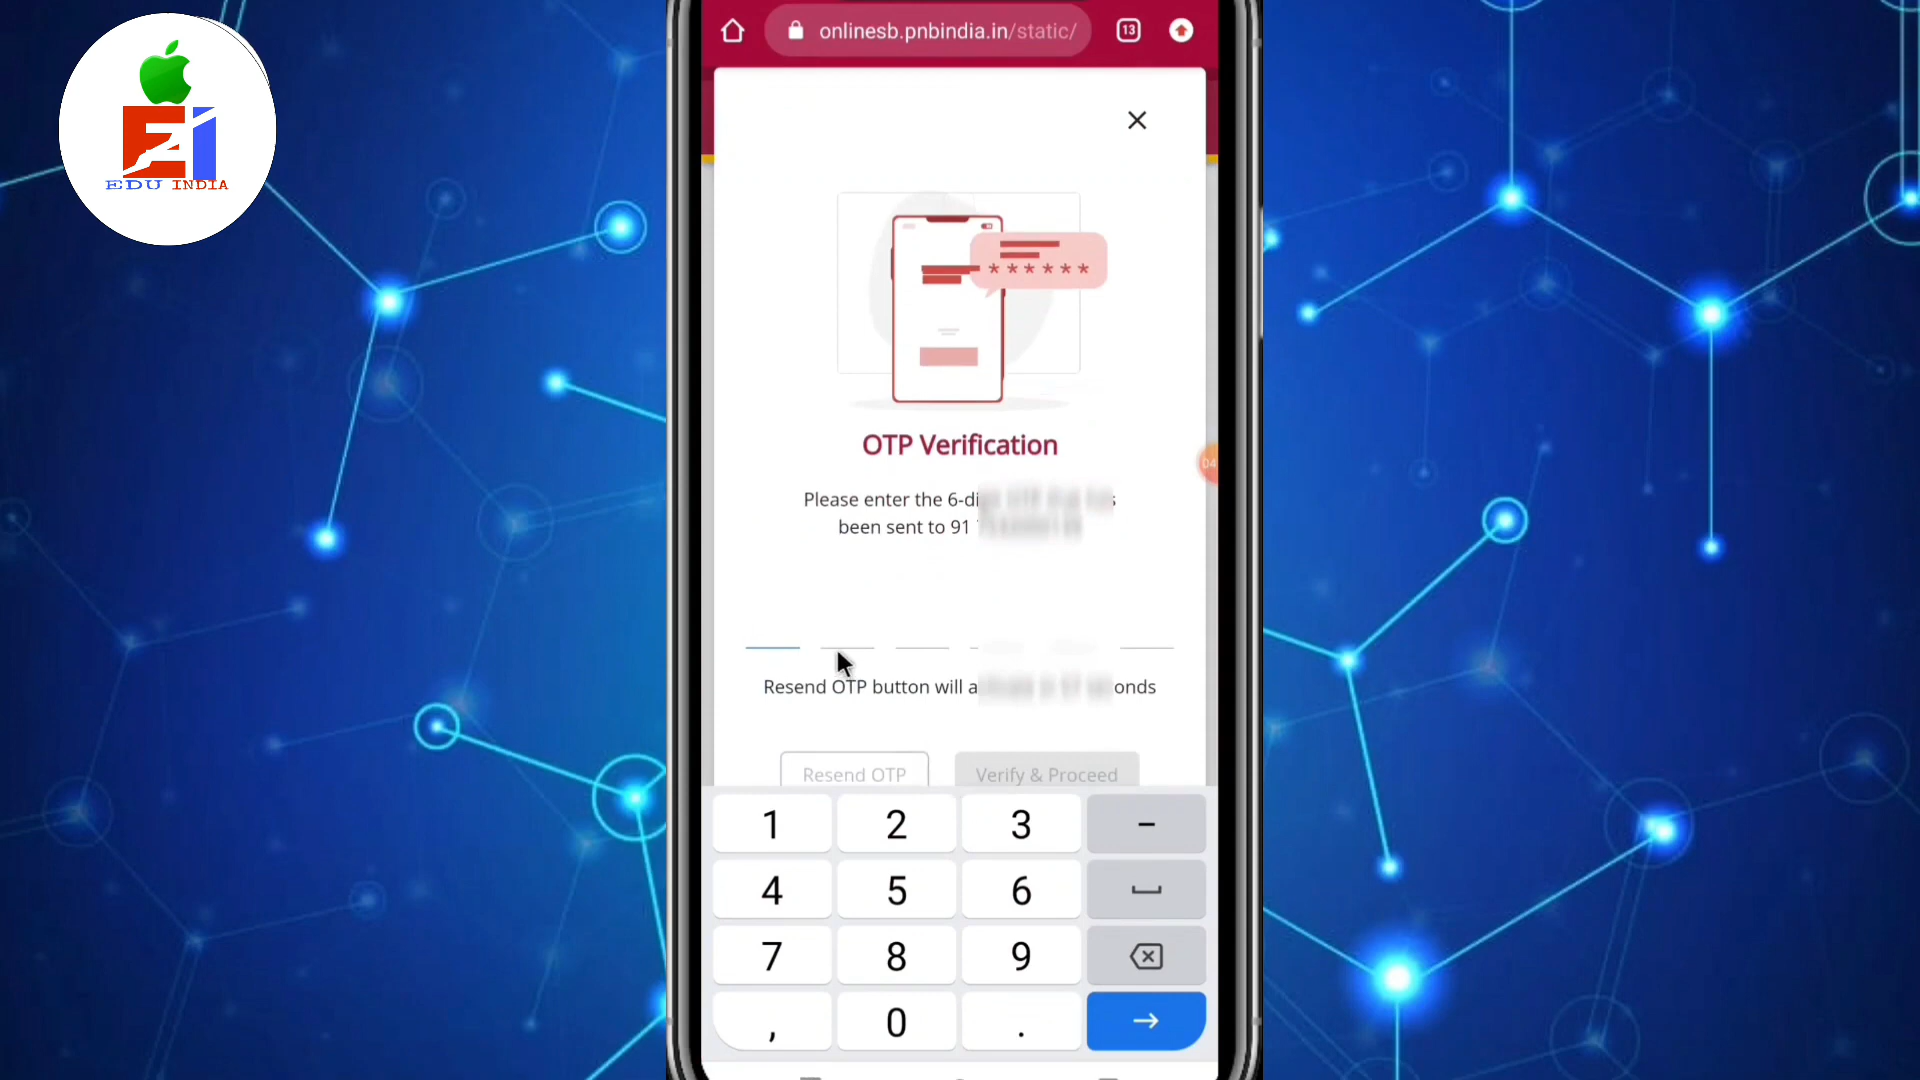 EDU INDIA
onlinesb.pnbindia.in/static/
13
******
OTP Verification
04
Please enter the 6-di
been sent to 91
Resend OTP button will a onds
Resend OTP
Verify & Proceed
1 2 3 -
4 5 6
7 8 9
, 0 .